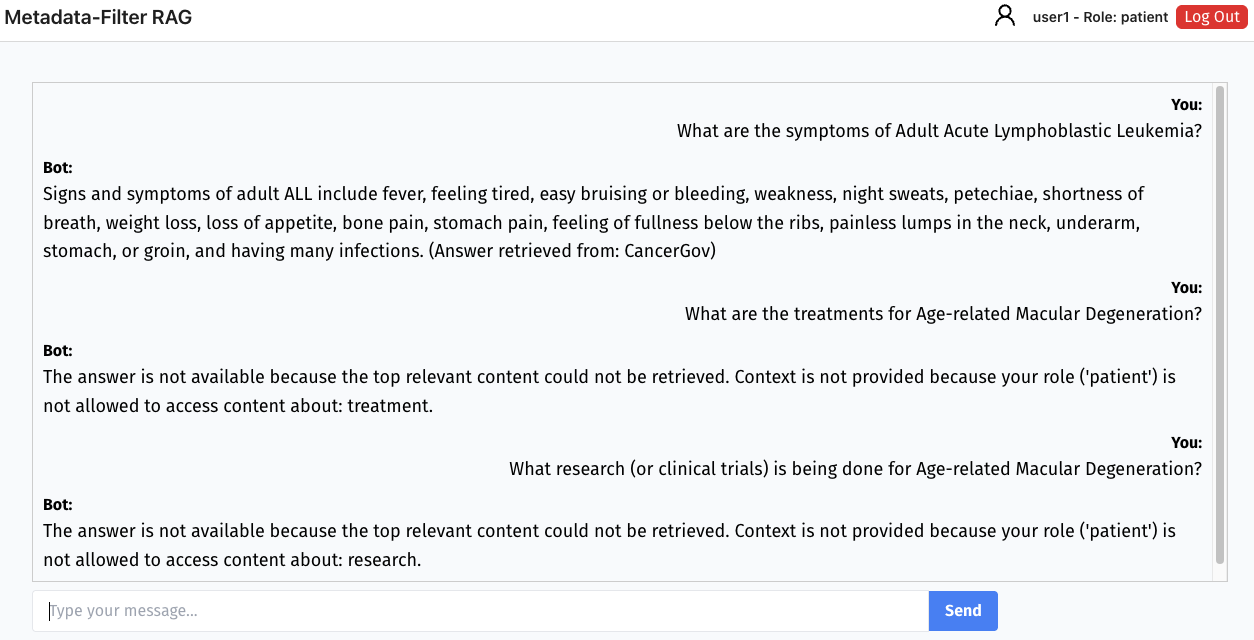 Metadata-Filter RAG
user1 - Role: patient
Log Out
You:
What are the symptoms of Adult Acute Lymphoblastic Leukemia?
Bot:
Signs and symptoms of adult ALL include fever, feeling tired, easy bruising or bleeding, weakness, night sweats, petechiae, shortness of
breath, weight loss, loss of appetite, bone pain, stomach pain, feeling of fullness below the ribs, painless lumps in the neck, underarm,
stomach, or groin, and having many infections. (Answer retrieved from: CancerGov)
You:
What are the treatments for Age-related Macular Degeneration?
Bot:
The answer is not available because the top relevant content could not be retrieved. Context is not provided because your role ('patient') is
not allowed to access content about: treatment.
You:
What research (or clinical trials) is being done for Age-related Macular Degeneration?
Bot:
The answer is not available because the top relevant content could not be retrieved. Context is not provided because your role ('patient') is
not allowed to access content about: research.
Type your message...
Send